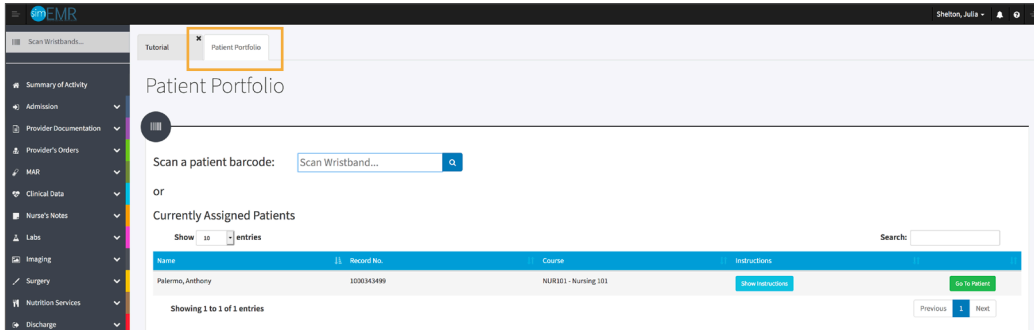 simEMR
Shelton, Julia
Scan Wristbands...
Tutorial
Patient Portfolio
Summary of Activity
Admission
Provider Documentation
Provider's Orders
MAR
Clinical Data
Nurse's Notes
Labs
Imaging
Surgery
Nutrition Services
Discharge
Patient Portfolio
Scan a patient barcode: Scan Wristband...
or
Currently Assigned Patients
Show 10 entries Search:
Name Record No. Course Instructions
Palermo, Anthony 1000343499 NUR101 - Nursing 101 Show Instructions Go To Patient
Showing 1 to 1 of 1 entries Previous 1 Next